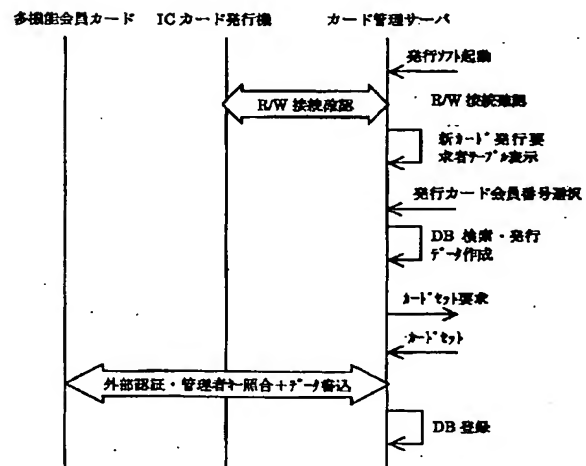 多機能会員カード ICカード発行機 カード管理サーバ
発行ソフト起動
R/W 接続確認 R/W 接続確認
新カード発行要
求者テーブル表示
発行カード会員番号選択
DB 検索・発行
データ作成
カードセット要求
カードセット
外部認証・管理者キー照合+データ書込
DB 登録